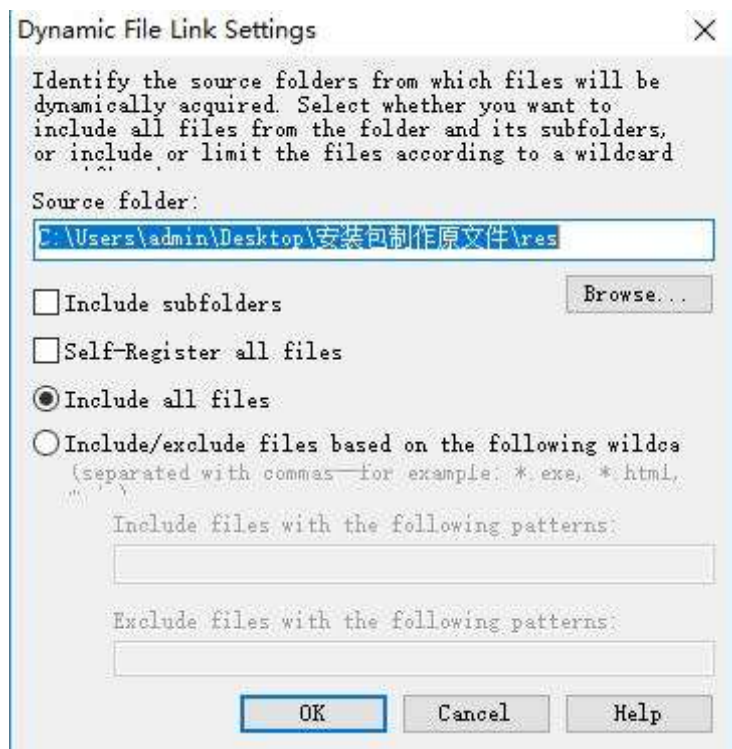 Dynamic File Link Settings
Identify the source folders from which files will be
dynamically acquired. Select whether you want to
include all files from the folder and its subfolders,
or include or limit the files according to a wildcard
Source folder:
C:\Users\admin\Desktop\安装包制作原文件\res
Browse...
Include subfolders
Self-Register all files
Include all files
Include/exclude files based on the following wildca
(separated with commas—for example: *.exe, *.html,
Include files with the following patterns:
Exclude files with the following patterns:
OK Cancel Help